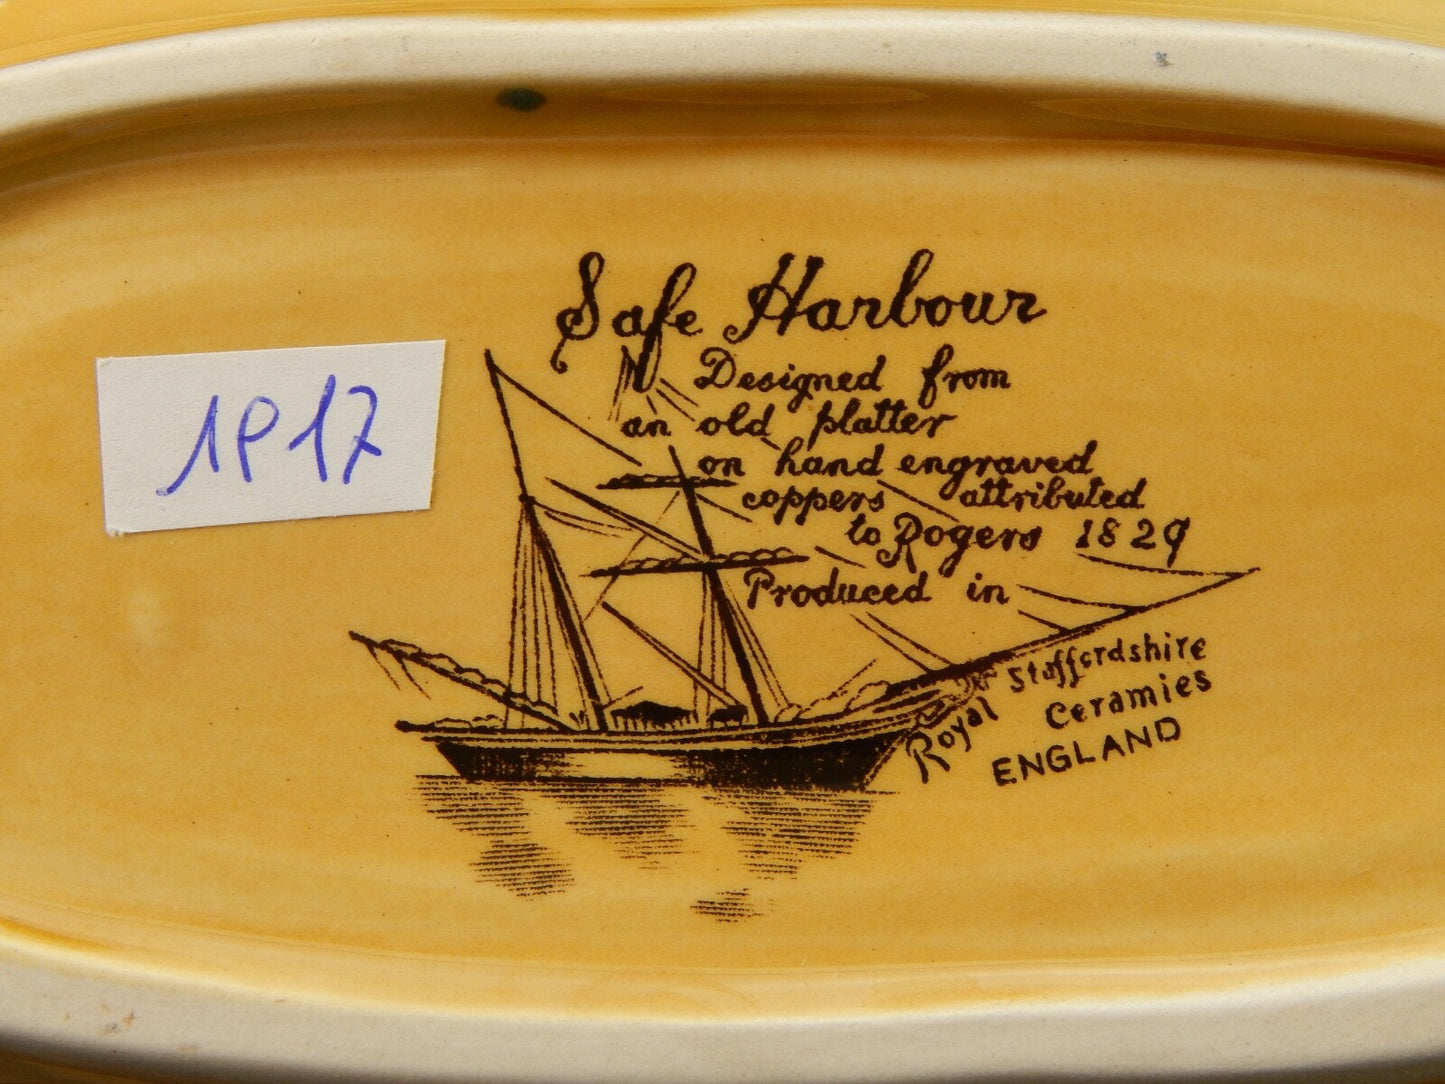 1P17
Safe Harbour
Designed from
an old platter
on hand engraved
coppers attributed
to Rogers 1829
Produced in
Royal Staffordshire
Ceramies
ENGLAND